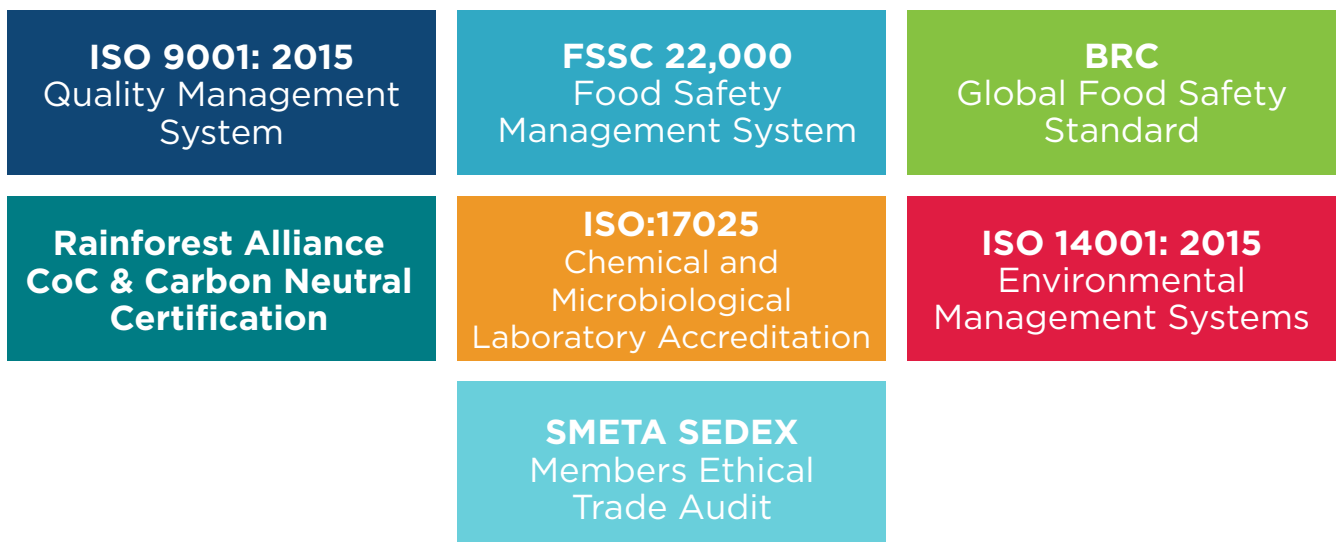 ISO 9001: 2015
Quality Management
System
FSSC 22,000
Food Safety
Management System
BRC
Global Food Safety
Standard
Rainforest Alliance
CoC & Carbon Neutral
Certification
ISO:17025
Chemical and
Microbiological
Laboratory Accreditation
ISO 14001: 2015
Environmental
Management Systems
SMETA SEDEX
Members Ethical
Trade Audit